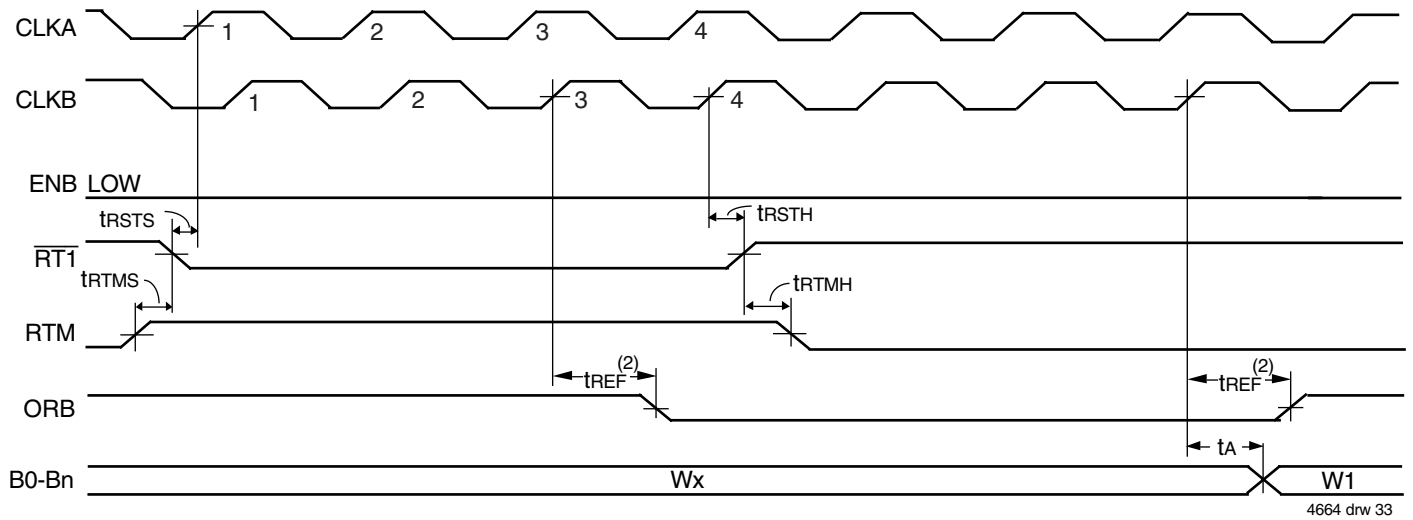 CLKA 1 2 3 4
CLKB 1 2 3 4
ENB LOW
tRSTS tRSTH
RT1
tRTMS tRTMH
RTM
tREF(2) tREF(2)
ORB
tA
B0-Bn Wx W1
4664 drw 33